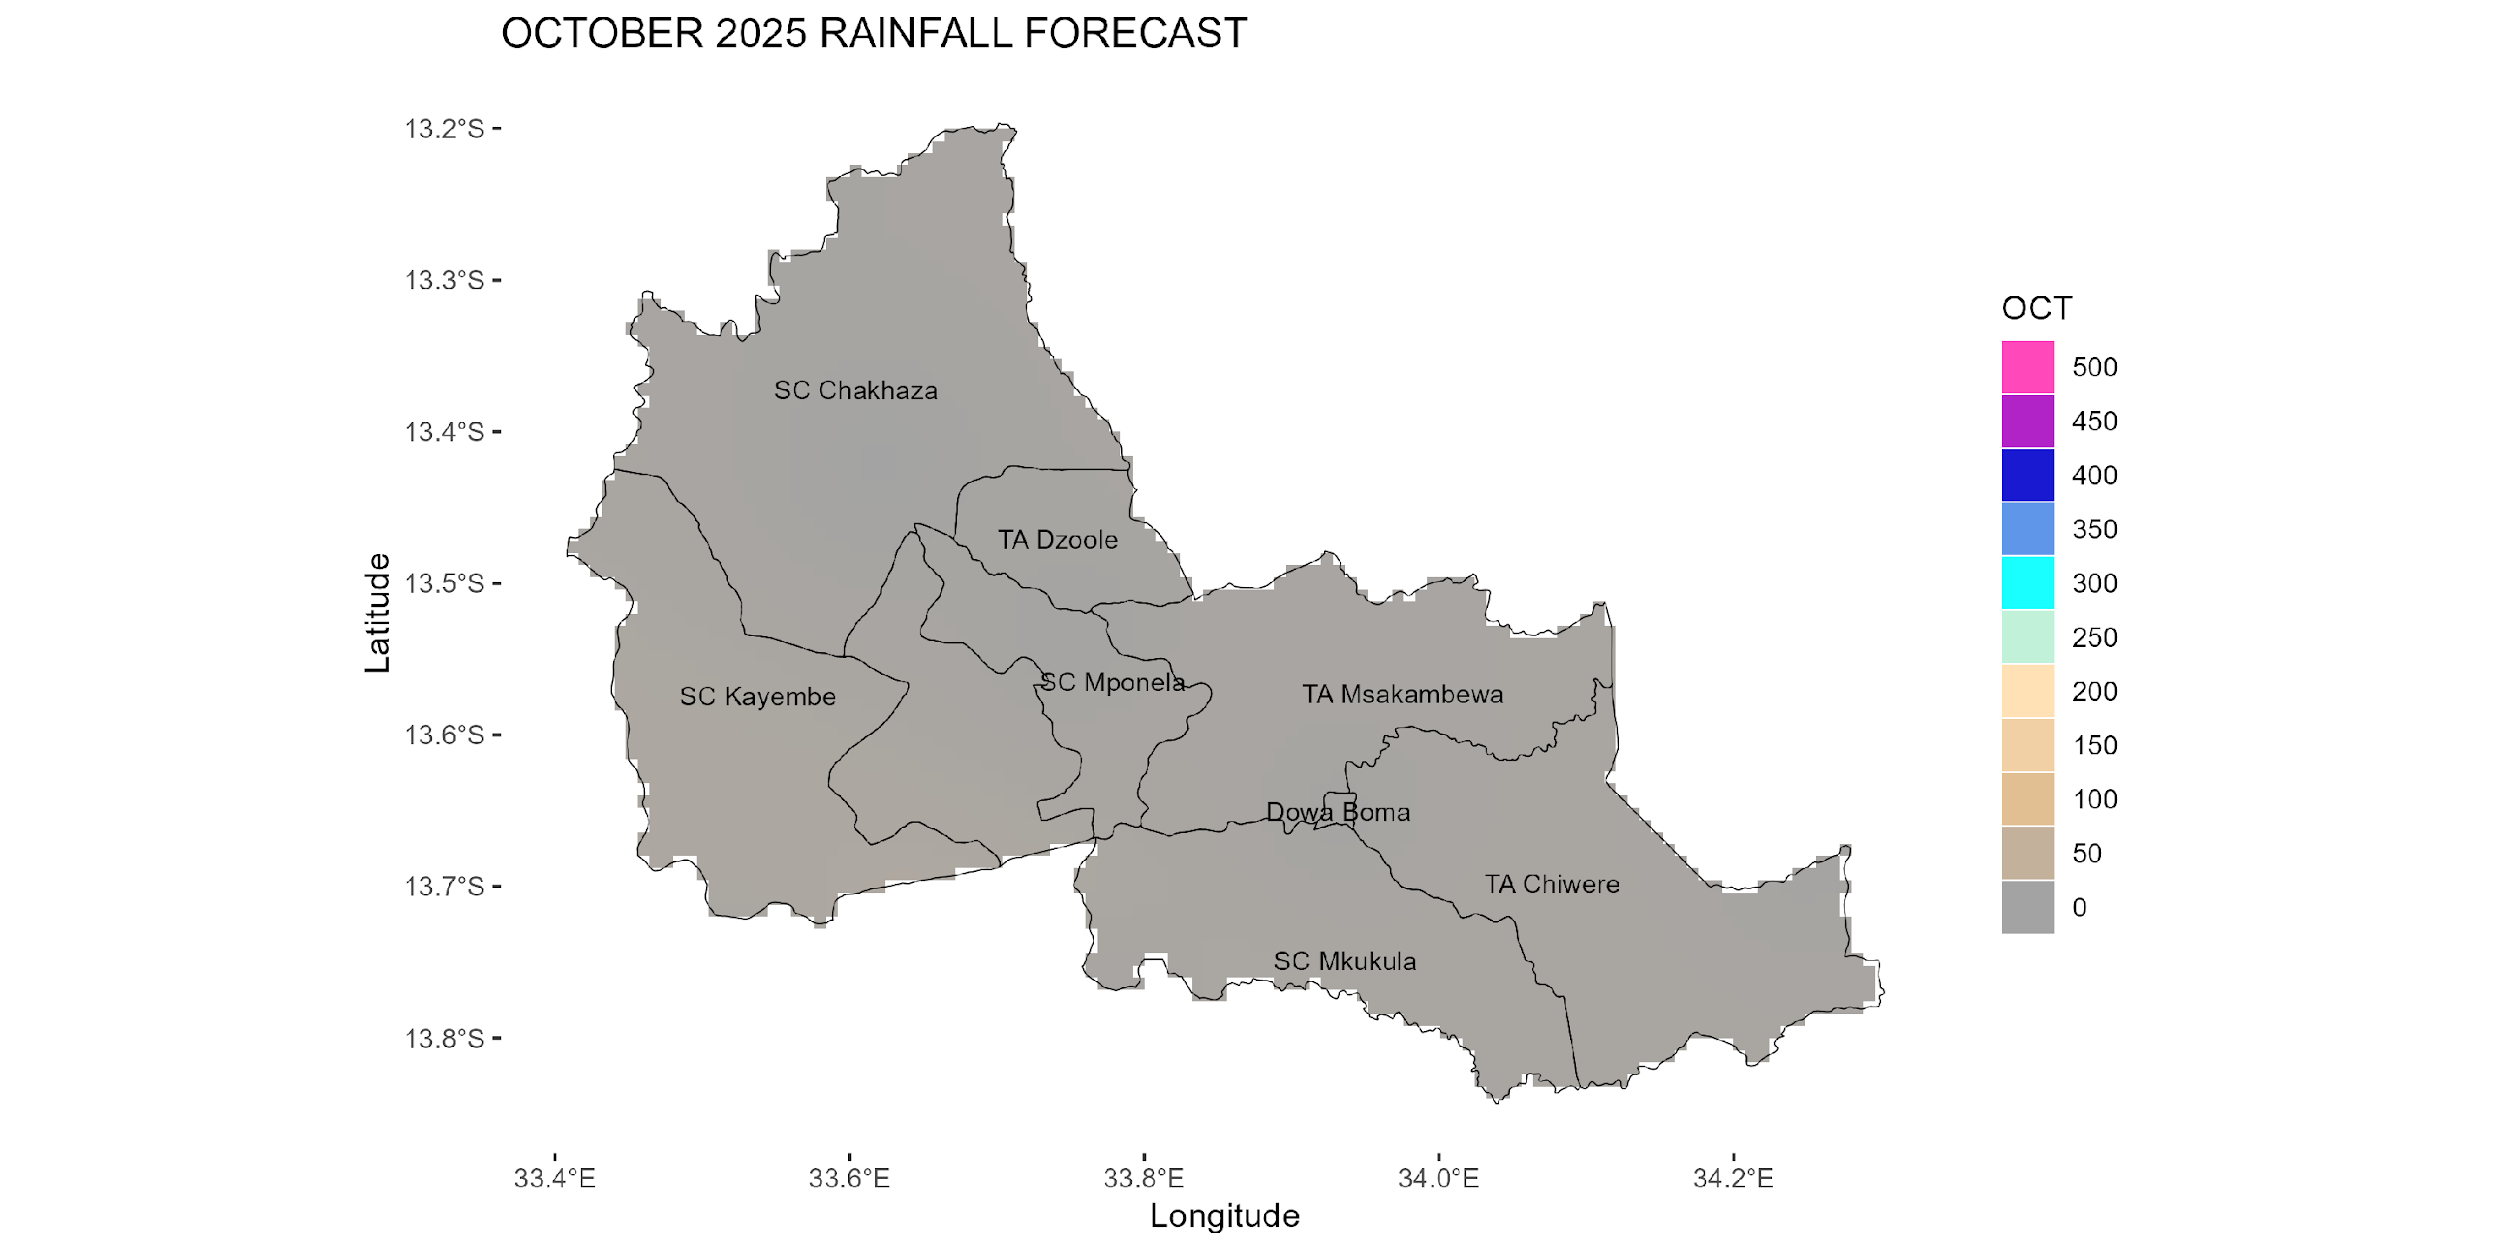 OCTOBER 2025 RAINFALL FORECAST
13.2°S
13.3°S
13.4°S
13.5°S
13.6°S
13.7°S
13.8°S
Latitude
SC Chakhaza
TA Dzoole
SC Kayembe
SC Mponela
TA Msakambewa
Dowa Boma
TA Chiwere
SC Mkukula
33.4°E
33.6°E
33.8°E
34.0°E
34.2°E
Longitude
OCT
500
450
400
350
300
250
200
150
100
50
0